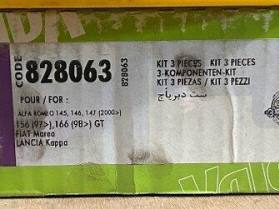 CODE 828063
828063
KIT 3 PIECES KIT 3 PIECES
3-KOMPONENTEN-KIT
KIT 3 PIEZAS / KIT 3 PEZZI
ست دبرياج
POUR / FOR :
ALFA ROMEO 145, 146, 147 (2000>)
156 (97>),166 (98>) GT
FIAT Marea
LANCIA Kappa